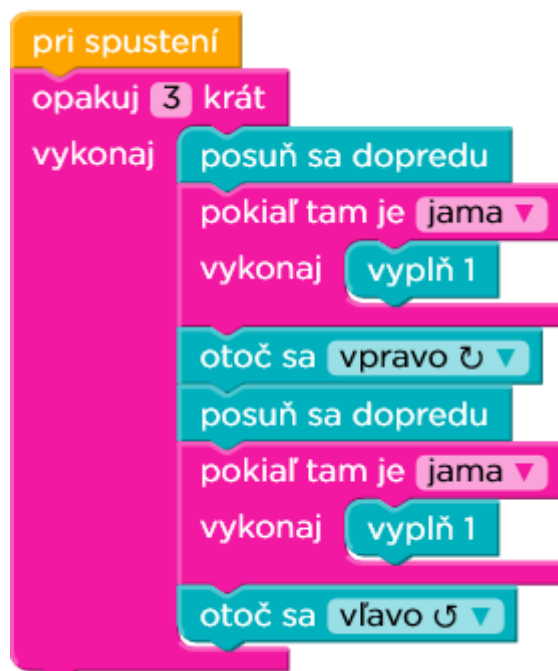 pri spustení
opakuj 3 krát
vykonaj posuň sa dopredu
pokiaľ tam je jama ▼
vykonaj vyplň 1
otoč sa vpravo ↻ ▼
posuň sa dopredu
pokiaľ tam je jama ▼
vykonaj vyplň 1
otoč sa vľavo ↺ ▼